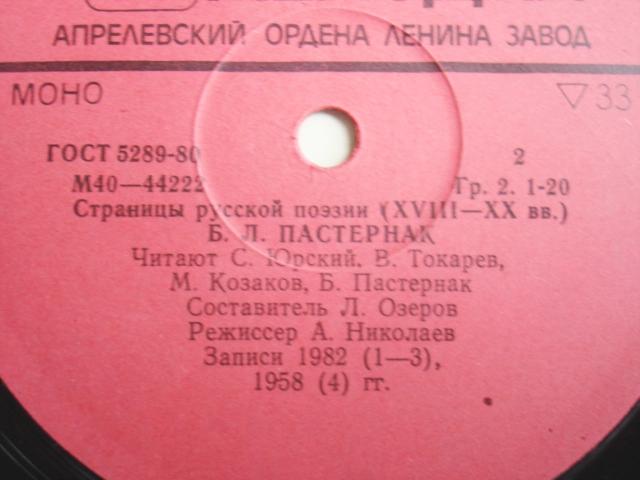 АПРЕЛЕВСКИЙ ОРДЕНА ЛЕНИНА ЗАВОД
МОНО ▽ 33
ГОСТ 5289-80 2
М40—44222 Гр. 2. 1-20
Страницы русской поэзии (XVIII—XX вв.)
Б. Л. ПАСТЕРНАК
Читают С. Юрский, В. Токарев,
М. Козаков, Б. Пастернак
Составитель Л. Озеров
Режиссер А. Николаев
Записи 1982 (1—3),
1958 (4) гг.